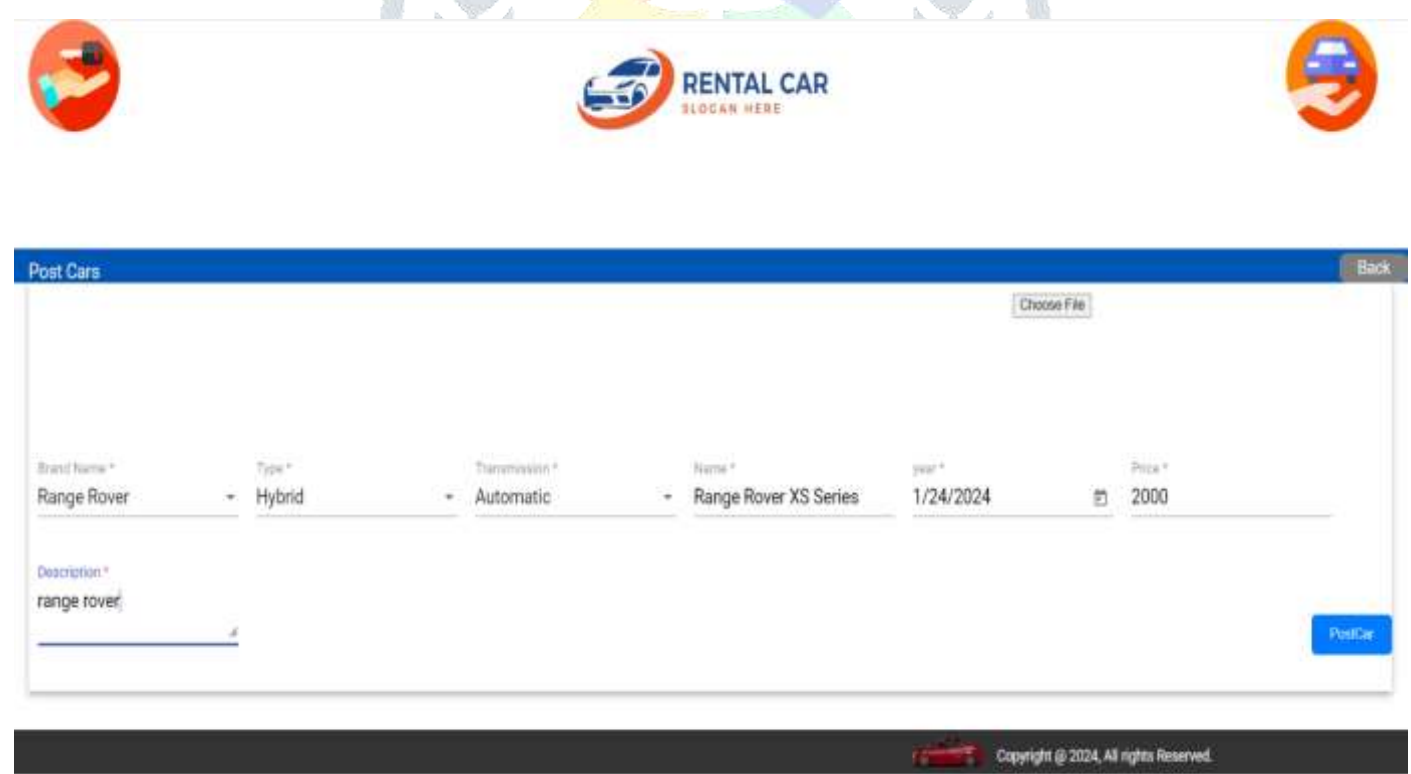 RENTAL CAR
SLOGAN HERE
Post Cars
Back
Choose File
Brand Name * Type * Transmission * Name * year * Price *
Range Rover Hybrid Automatic Range Rover XS Series 1/24/2024 2000
Description *
range rover
PostCar
Copyright @ 2024, All rights Reserved.